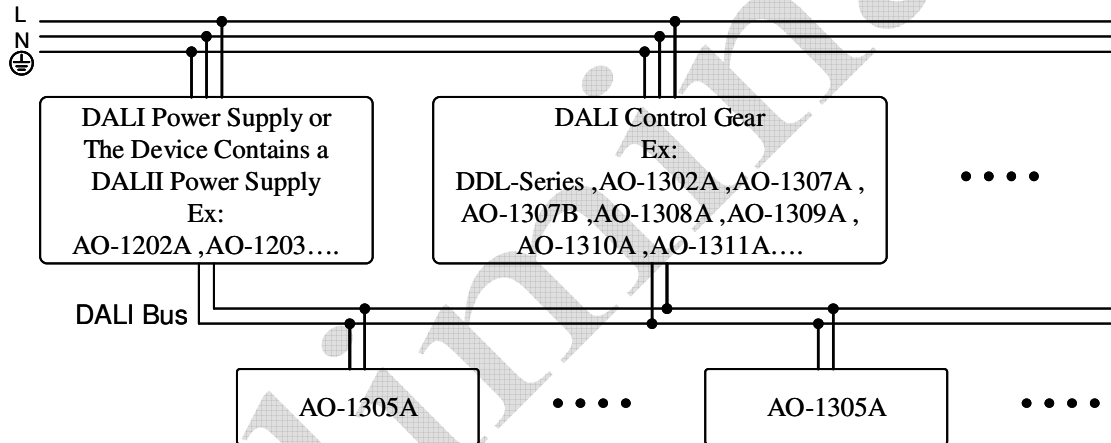 L
N
DALI Power Supply or
The Device Contains a
DALII Power Supply
Ex:
AO-1202A ,AO-1203….
DALI Control Gear
Ex:
DDL-Series ,AO-1302A ,AO-1307A ,
AO-1307B ,AO-1308A ,AO-1309A ,
AO-1310A ,AO-1311A….
DALI Bus
AO-1305A
AO-1305A